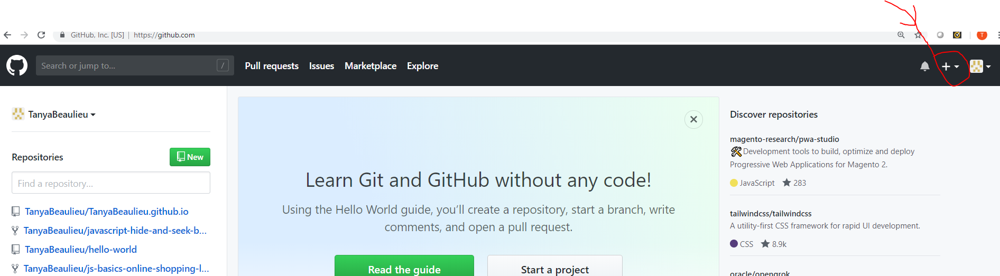 GitHub, Inc. [US] | https://github.com
T
Search or jump to... /
Pull requests Issues Marketplace Explore
TanyaBeaulieu
Repositories
New
Find a repository...
TanyaBeaulieu/TanyaBeaulieu.github.io
TanyaBeaulieu/javascript-hide-and-seek-b...
TanyaBeaulieu/hello-world
TanyaBeaulieu/js-basics-online-shopping-l...
Learn Git and GitHub without any code!
Using the Hello World guide, you’ll create a repository, start a branch, write
comments, and open a pull request.
Read the guide
Start a project
Discover repositories
magento-research/pwa-studio
Development tools to build, optimize and deploy
Progressive Web Applications for Magento 2.
JavaScript 283
tailwindcss/tailwindcss
A utility-first CSS framework for rapid UI development.
CSS 8.9k
oracle/opengrok